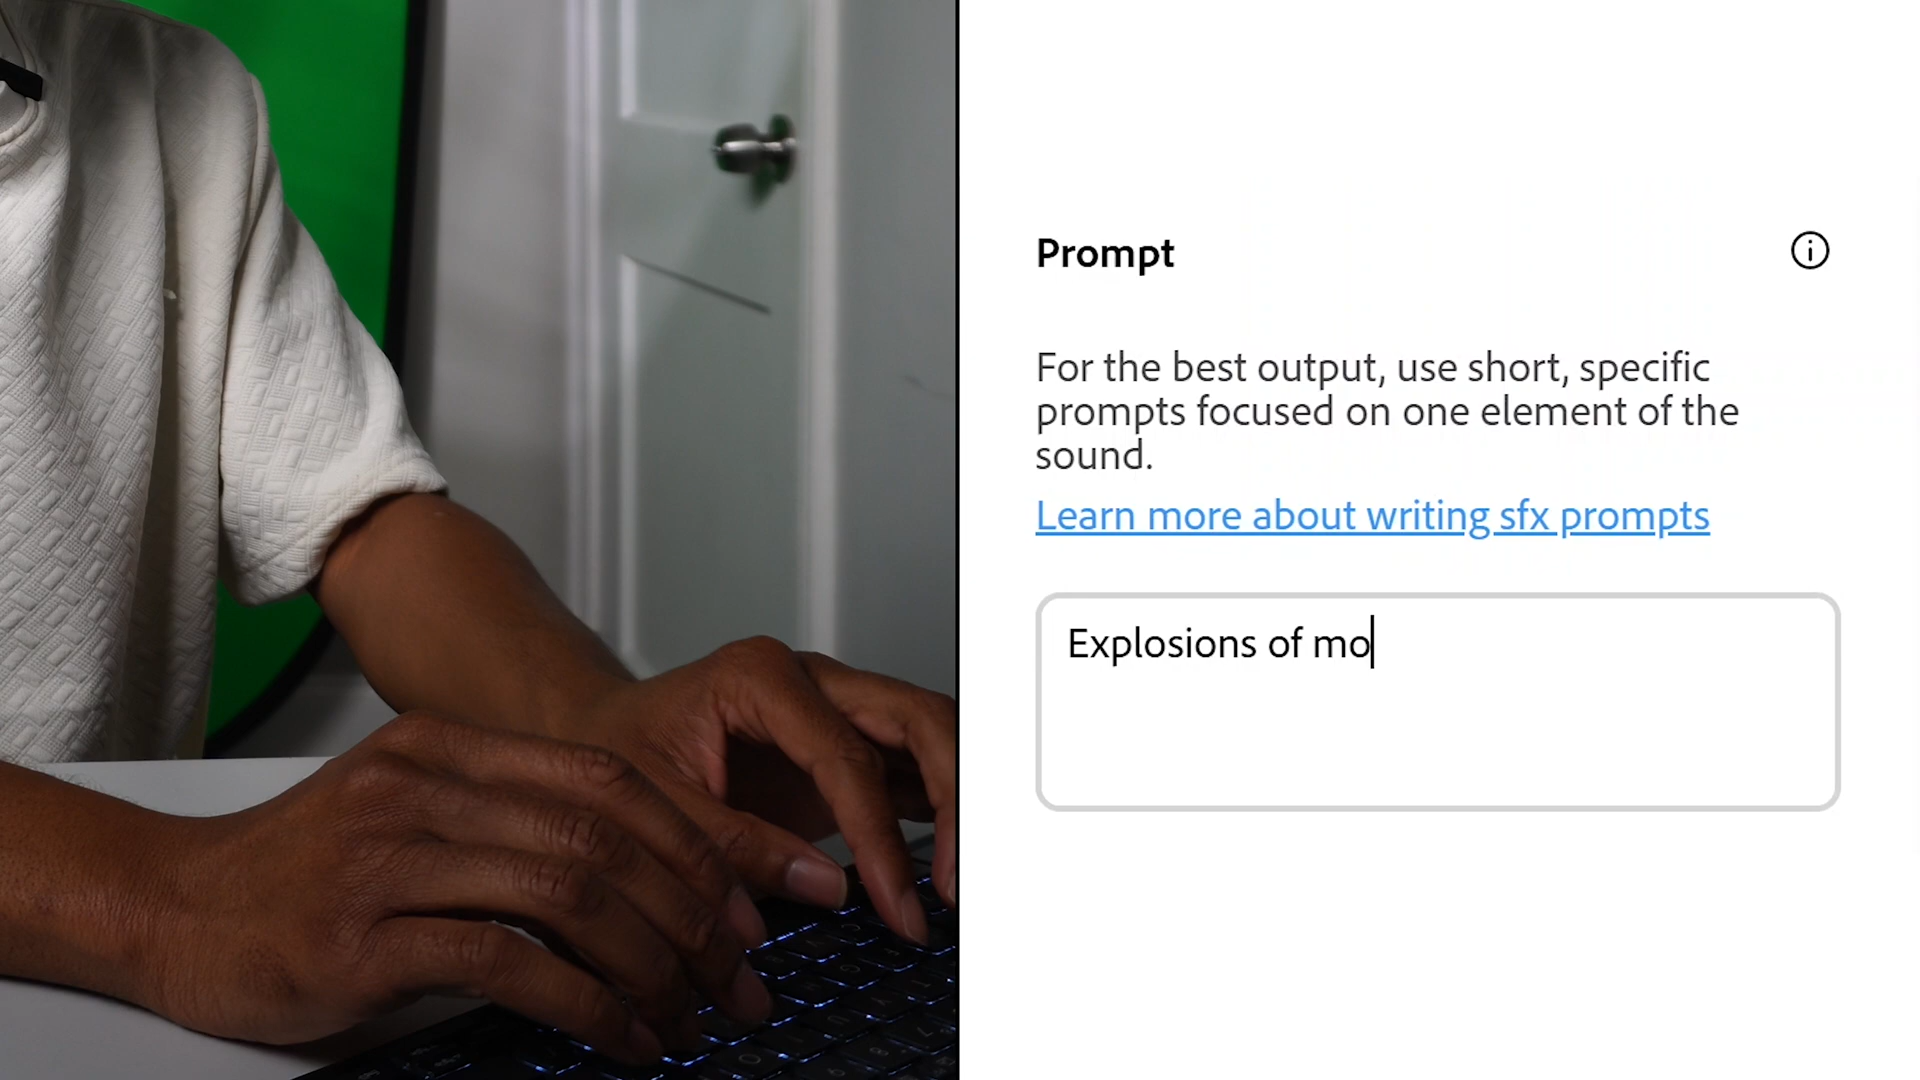 Prompt
For the best output, use short, specific
prompts focused on one element of the
sound.
Learn more about writing sfx prompts
Explosions of mo